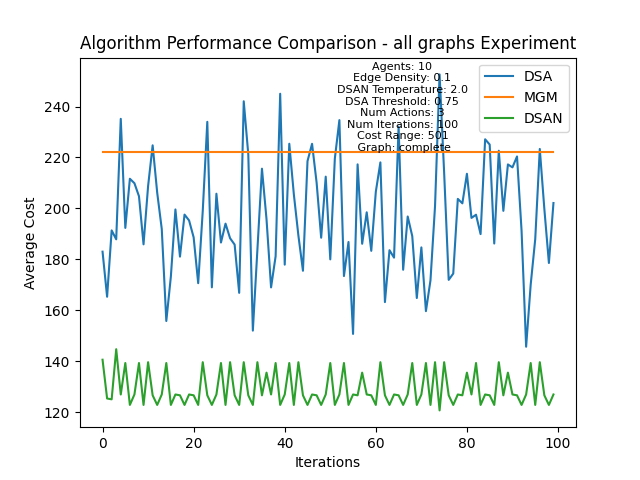 Algorithm Performance Comparison - all graphs Experiment
Agents: 10
Edge Density: 0.1
DSAN Temperature: 2.0
DSA Threshold: 0.75
Num Actions: 3
Num Iterations: 100
Cost Range: 501
Graph: complete
DSA
MGM
DSAN
Average Cost
240
220
200
180
160
140
120
0
20
40
60
80
100
Iterations